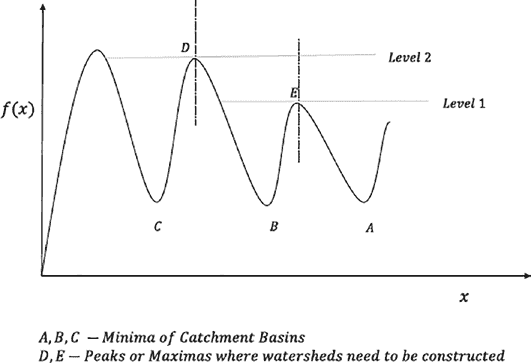 D
Level 2
E
Level 1
f(x)
C
B
A
x
A, B, C – Minima of Catchment Basins
D, E – Peaks or Maximas where watersheds need to be constructed